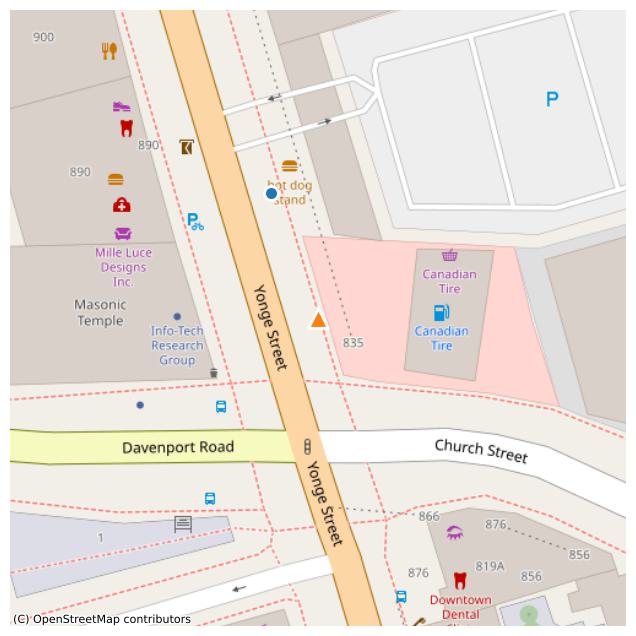 900
890
890
P
hot dog
stand
P
Mille Luce
Designs
Inc.
Masonic
Temple
Info-Tech
Research
Group
Yonge Street
Canadian
Tire
Canadian
Tire
835
Davenport Road
Church Street
Yonge Street
866
876
856
1
819A
876
856
Downtown
Dental
(C) OpenStreetMap contributors